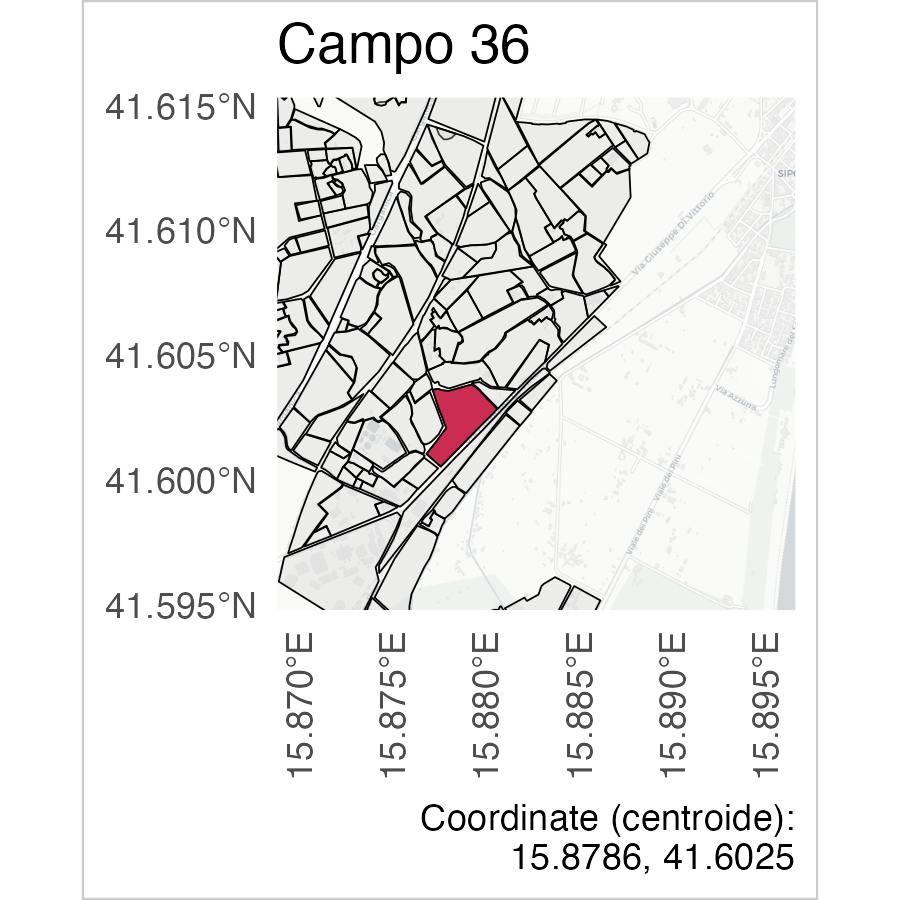 Campo 36
41.615°N
41.610°N
41.605°N
41.600°N
41.595°N
SIPO
Via Giuseppe Di Vittorio
Via Azzurra
Viale dei Pini
Viale dei Pini
15.870°E
15.875°E
15.880°E
15.885°E
15.890°E
15.895°E
Coordinate (centroide):
15.8786, 41.6025